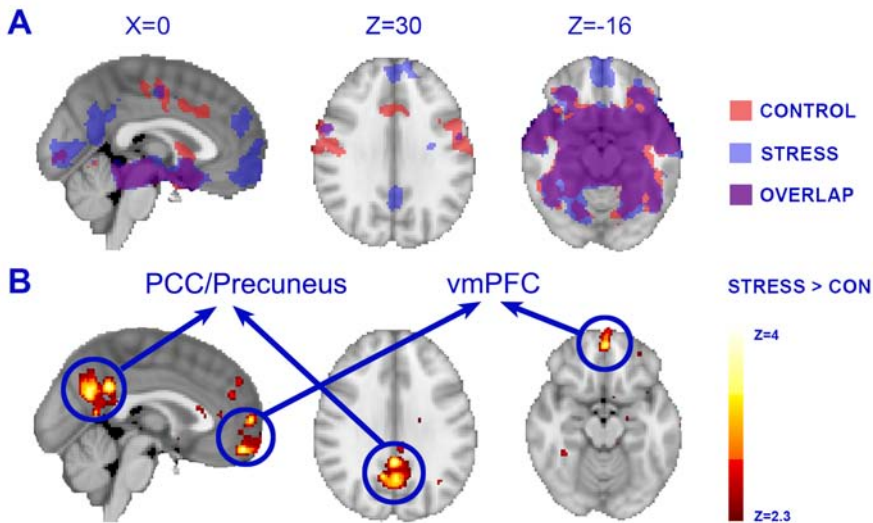 A
X=0
Z=30
Z=-16
CONTROL
STRESS
OVERLAP
B
PCC/Precuneus
vmPFC
STRESS > CON
Z=4
Z=2.3